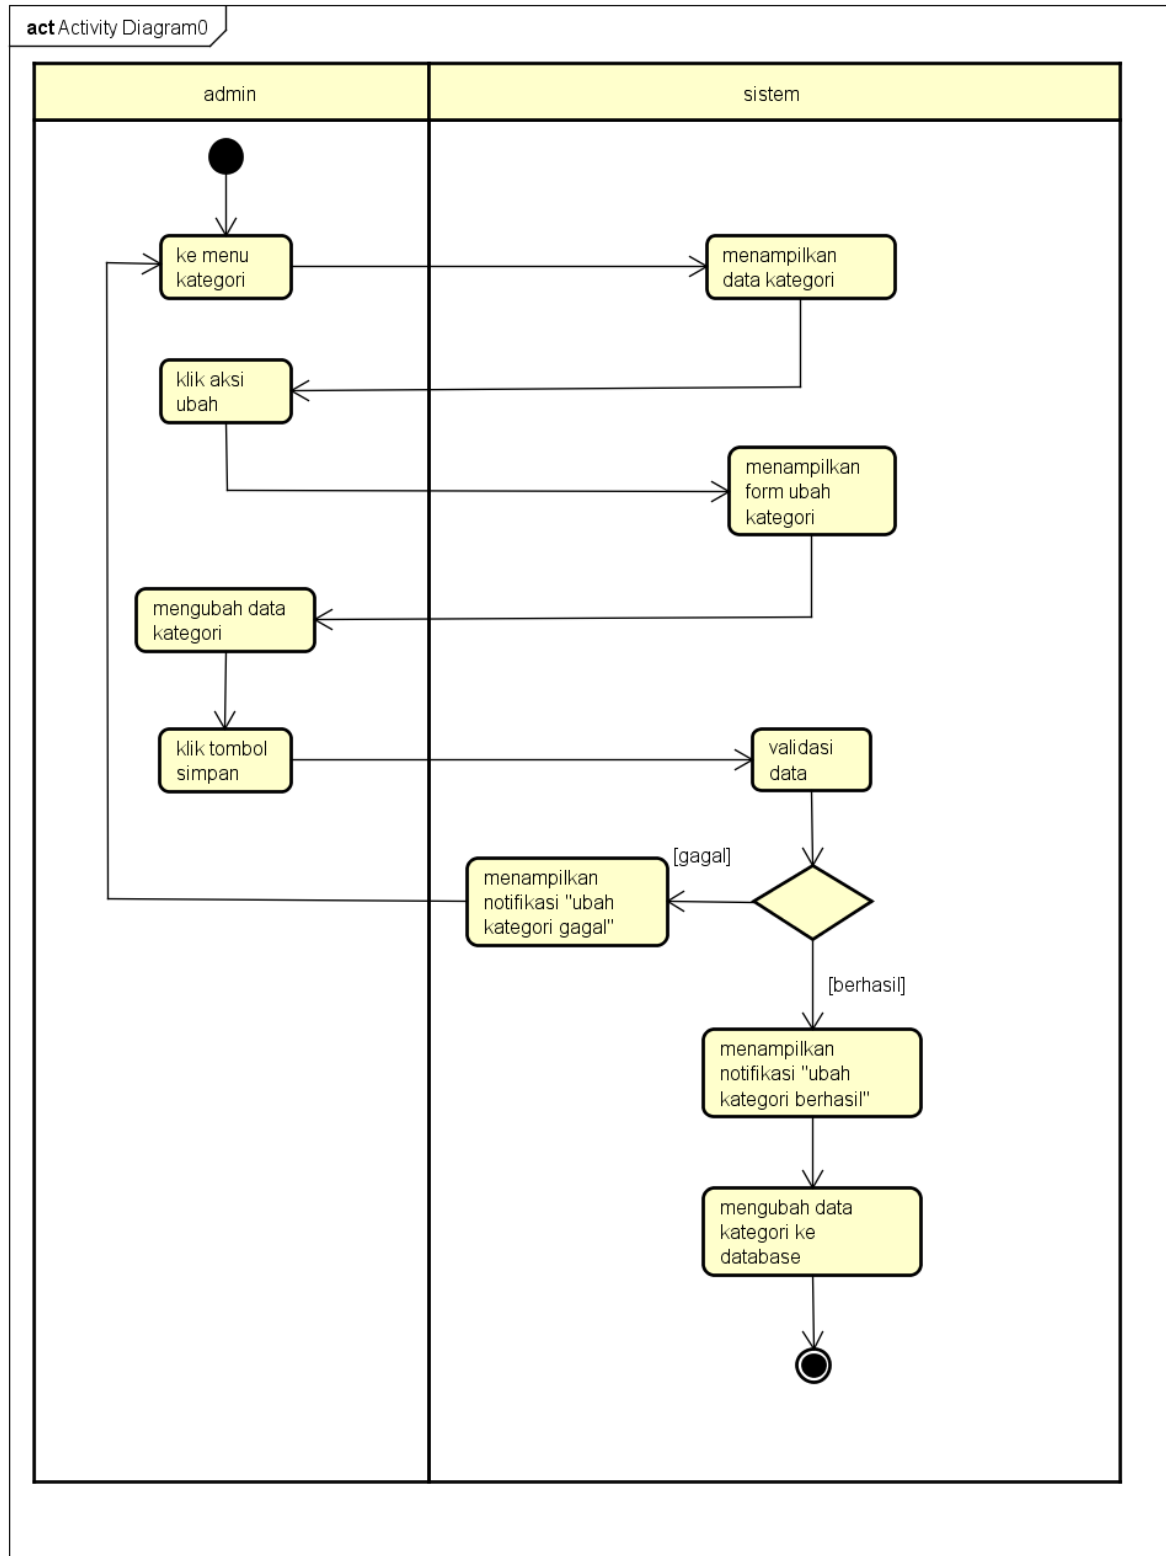 act Activity Diagram0
admin
sistem
ke menu
kategori
menampilkan
data kategori
klik aksi
ubah
menampilkan
form ubah
kategori
mengubah data
kategori
klik tombol
simpan
validasi
data
[gagal]
menampilkan
notifikasi "ubah
kategori gagal"
[berhasil]
menampilkan
notifikasi "ubah
kategori berhasil"
mengubah data
kategori ke
database